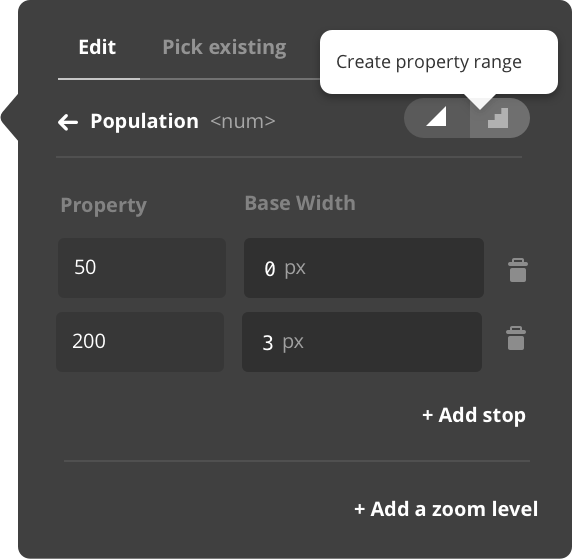 Edit Pick existing
Create property range
Population <num>
Property Base Width
50 0 px
200 3 px
+ Add stop
+ Add a zoom level